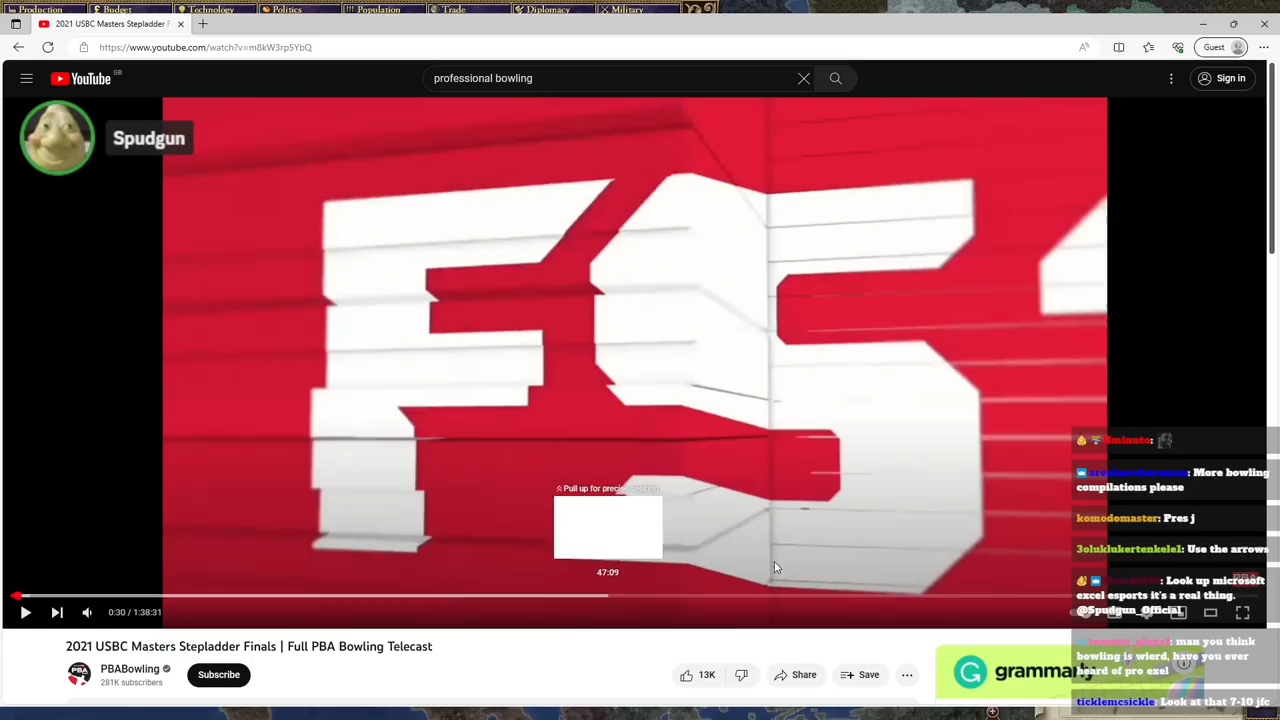 Production Budget Technology Politics Population Trade Diplomacy Military
2021 USBC Masters Stepladder F
https://www.youtube.com/watch?v=m8kW3rp5YbQ
Guest
YouTube GB
professional bowling
Sign in
Spudgun
FS1
Pull up for precise seeking
47:09
0:30 / 1:38:31
2021 USBC Masters Stepladder Finals | Full PBA Bowling Telecast
PBABowling
281K subscribers
Subscribe
13K
Share
Save
grammarly
: More bowling
compilations please
komodomaster: Pres j
3oluklukertenkele1: Use the arrows
: Look up microsoft
excel esports it's a real thing.
@Spudgun_Official
: man you think
bowling is wierd, have you ever
heard of pro exel
ticklemcsickle: Look at that 7-10 jfc